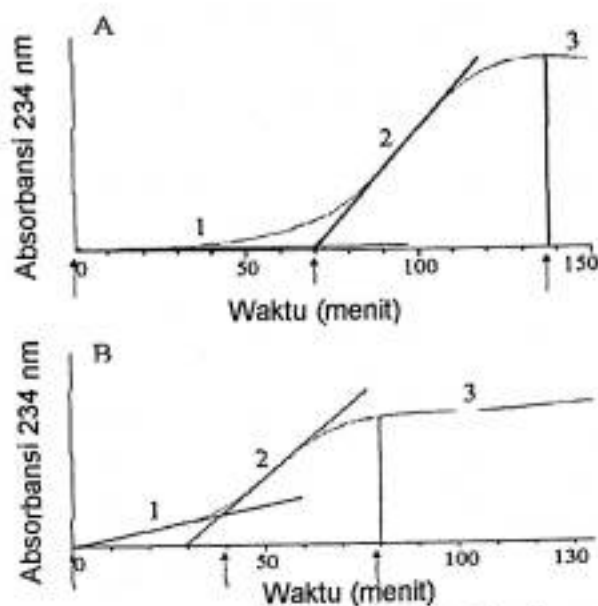 A
Absorbansi 234 nm
1
2
3
0 50 100 150
Waktu (menit)
B
Absorbansi 234 nm
1
2
3
0 50 100 130
Waktu (menit)